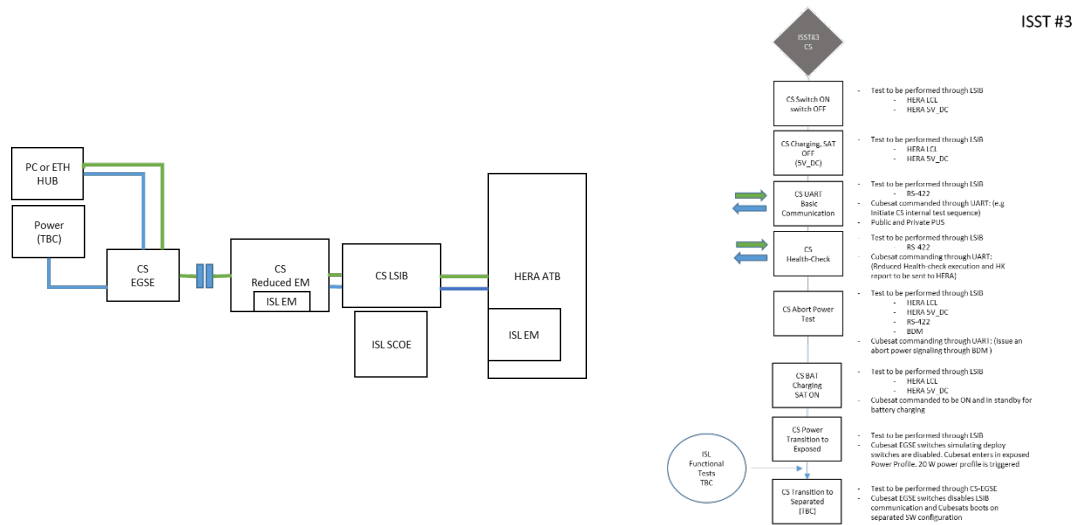 ISST #3
PC or ETH
HUB
Power
(TBC)
CS
EGSE
CS
Reduced EM
ISL EM
CS LSIB
ISL SCOE
HERA ATB
ISL EM
ISST#3
CS
CS Switch ON
switch OFF
- Test to be performed through LSIB
- HERA LCL
- HERA 5V_DC
CS Charging, SAT
OFF
(5V_DC)
- Test to be performed through LSIB
- HERA LCL
- HERA 5V_DC
CS UART
Basic
Communication
- Test to be performed through LSIB
- RS-422
- Cubesat commanded through UART: (e.g
Initiate CS internal test sequence)
- Public and Private PUS
CS
Health-Check
- Test to be performed through LSIB
- RS 422
- Cubesat commanding through UART:
(Reduced Health-check execution and HK
report to be sent to HERA)
CS Abort Power
Test
- Test to be performed through LSIB
- HERA LCL
- HERA 5V_DC
- RS-422
- BDM
- Cubesat commanding through UART: (issue an
abort power signaling through BDM )
CS BAT
Charging
SAT ON
- Test to be performed through LSIB
- HERA LCL
- HERA 5V_DC
- Cubesat commanded to be ON and in standby for
battery charging
CS Power
Transition to
Exposed
- Test to be performed through LSIB
- Cubesat EGSE switches simulating deploy
switches are disabled. Cubesat enters in exposed
Power Profile. 20 W power profile is triggered
ISL
Functional
Tests
TBC
CS Transition to
Separated
(TBC)
- Test to be performed through CS-EGSE
- Cubesat EGSE switches disables LSIB
communication and Cubesats boots on
separated SW configuration